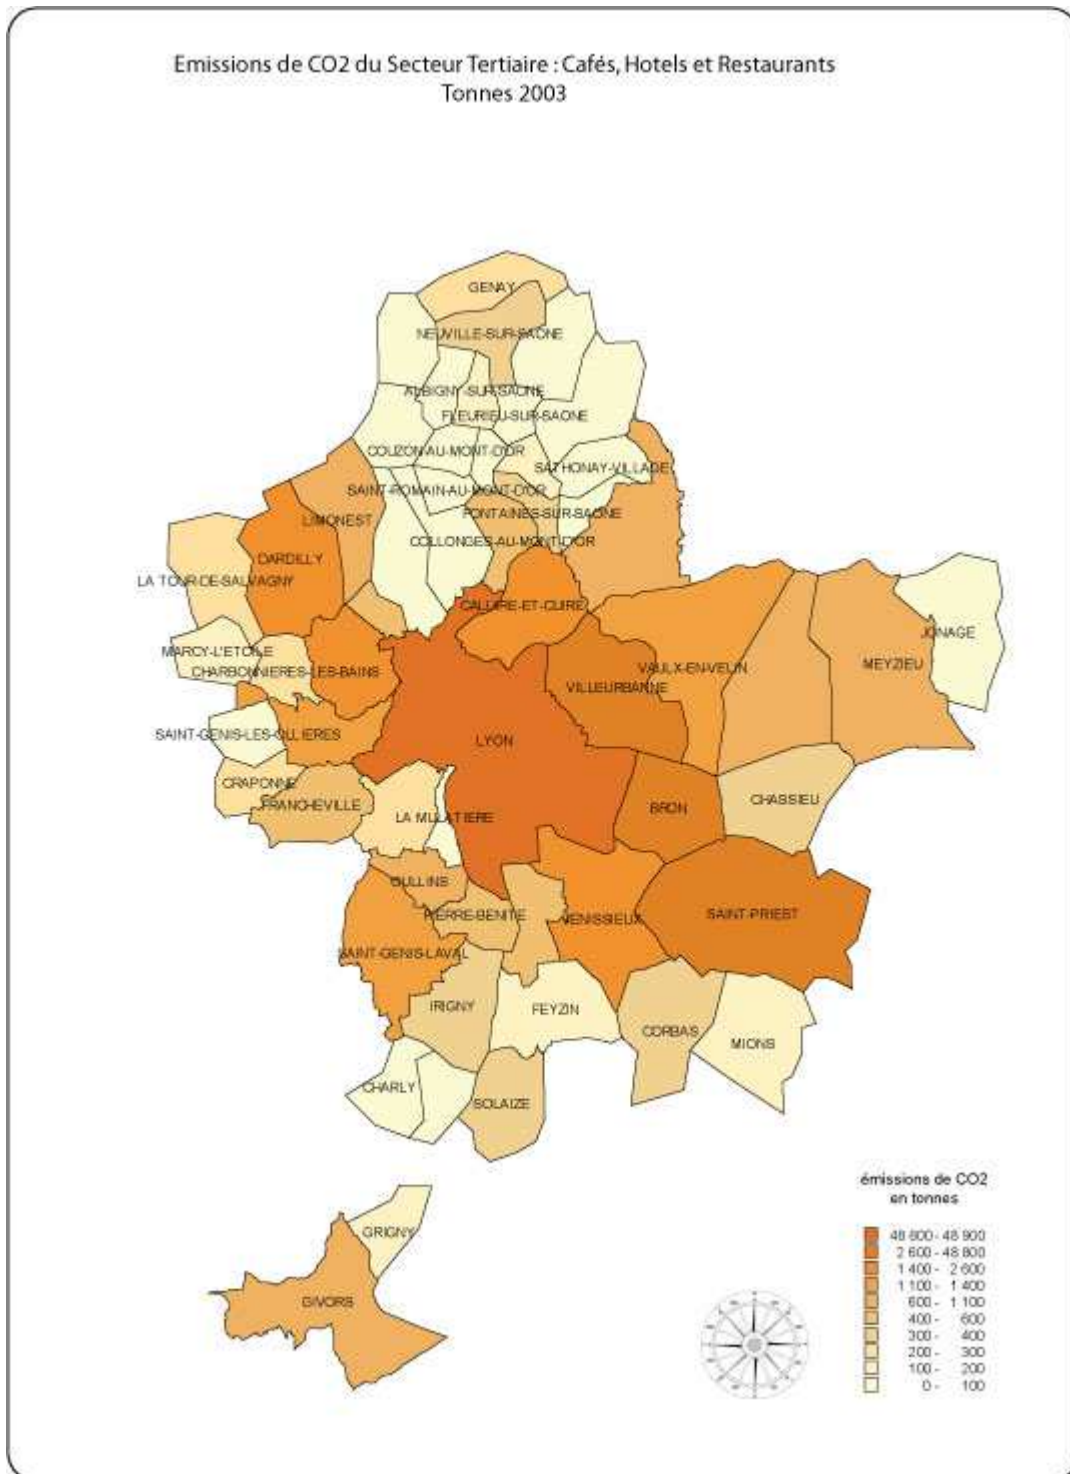 Emissions de CO2 du Secteur Tertiaire : Cafés, Hotels et Restaurants
Tonnes 2003
GENAY
NEUVILLE-SUR-SAONE
ALBIGNY-SUR-SAONE
FLEURIEU-SUR-SAONE
COUZON-AU-MONT-D'OR
SATHONAY-VILLAGE
SAINT-ROMAIN-AU-MONT-D'OR
FONTAINES-SUR-SAONE
LIMONEST
COLLONGES-AU-MONT-D'OR
DARDILLY
LA TOUR-DE-SALVAGNY
CALUIRE-ET-CUIRE
JONAGE
MARCY-L'ETOILE
MEYZIEU
CHARBONNIERES-LES-BAINS
VAULX-EN-VELIN
VILLEURBANNE
SAINT-GENIS-LES-OLLIERES
LYON
CRAPONNE
CHASSIEU
FRANCHEVILLE
BRON
LA MULATIERE
OULLINS
PIERRE-BENITE
VENISSIEUX
SAINT-PRIEST
SAINT-GENIS-LAVAL
IRIGNY
FEYZIN
CORBAS
MIONS
CHARLY
SOLAIZE
GRIGNY
GIVORS
émissions de CO2
en tonnes
48 800 - 48 900
2 600 - 48 800
1 400 - 2 600
1 100 - 1 400
600 - 1 100
400 - 600
300 - 400
200 - 300
100 - 200
0 - 100